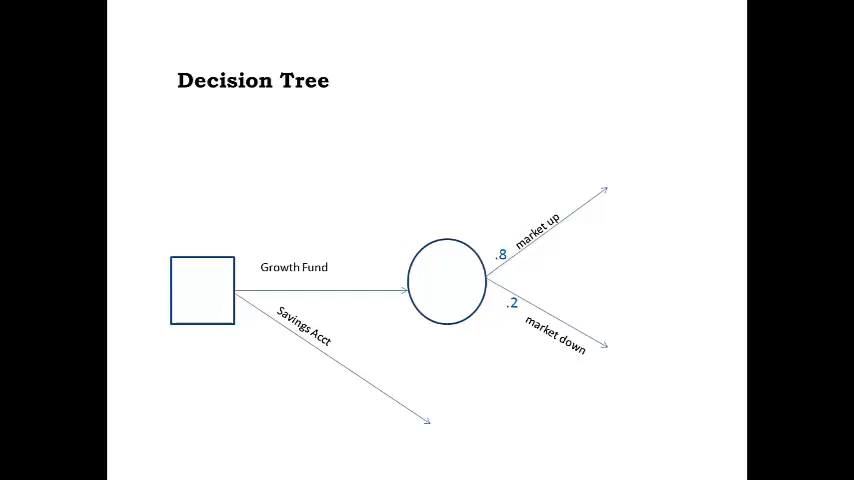 Decision Tree
Growth Fund
Savings Acct
.8
market up
.2
market down